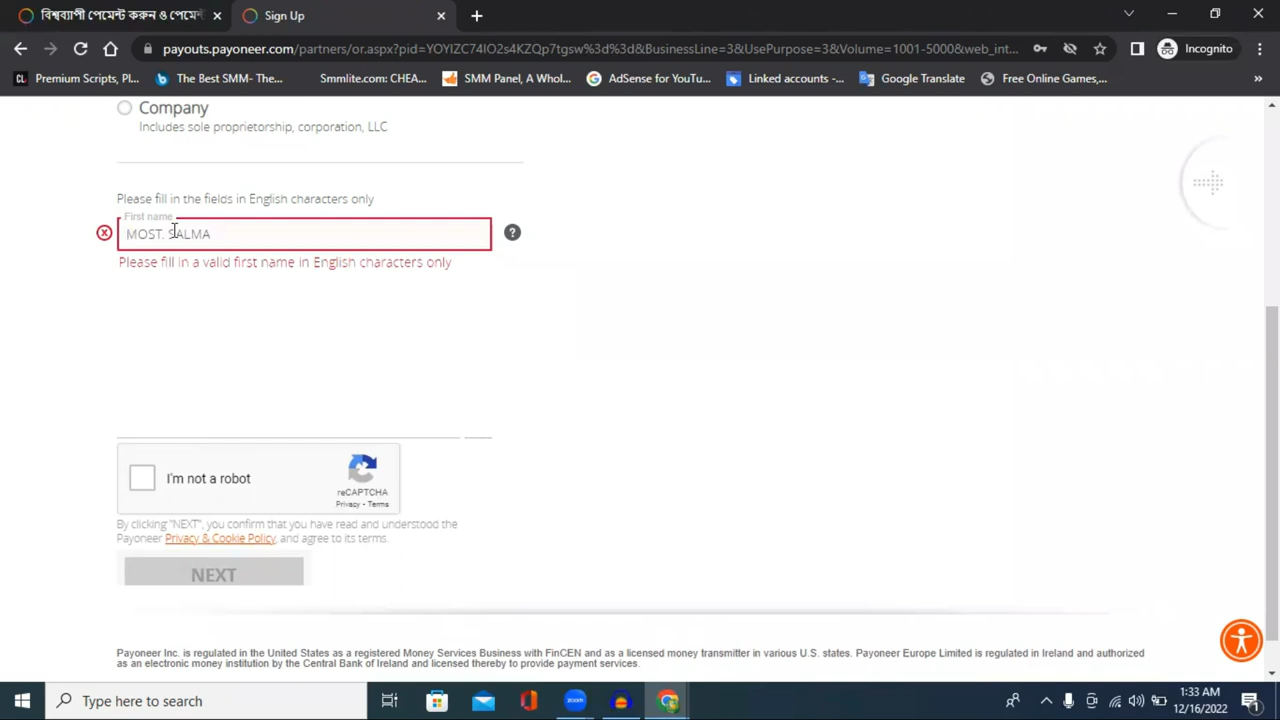 বিশ্বব্যাপী পেমেন্ট করুন ও পেমেন্ট
Sign Up
payouts.payoneer.com/partners/or.aspx?pid=YOYIZC74IO2s4KZQp7tgsw%3d%3d&BusinessLine=3&UsePurpose=3&Volume=1001-5000&web_int...
Incognito
CL Premium Scripts, Pl...
The Best SMM- The...
Smmlite.com: CHEA...
SMM Panel, A Whol...
AdSense for YouTu...
Linked accounts -...
Google Translate
Free Online Games,...
Company
Includes sole proprietorship, corporation, LLC
Please fill in the fields in English characters only
First name
MOST. SALMA
Please fill in a valid first name in English characters only
I'm not a robot
reCAPTCHA
Privacy - Terms
By clicking "NEXT", you confirm that you have read and understood the
Payoneer Privacy & Cookie Policy, and agree to its terms.
NEXT
Payoneer Inc. is regulated in the United States as a registered Money Services Business with FinCEN and as a licensed money transmitter in various U.S. states. Payoneer Europe Limited is regulated in Ireland and authorized
as an electronic money institution by the Central Bank of Ireland and licensed thereby to provide payment services.
Type here to search
zoom
1:33 AM
12/16/2022
1